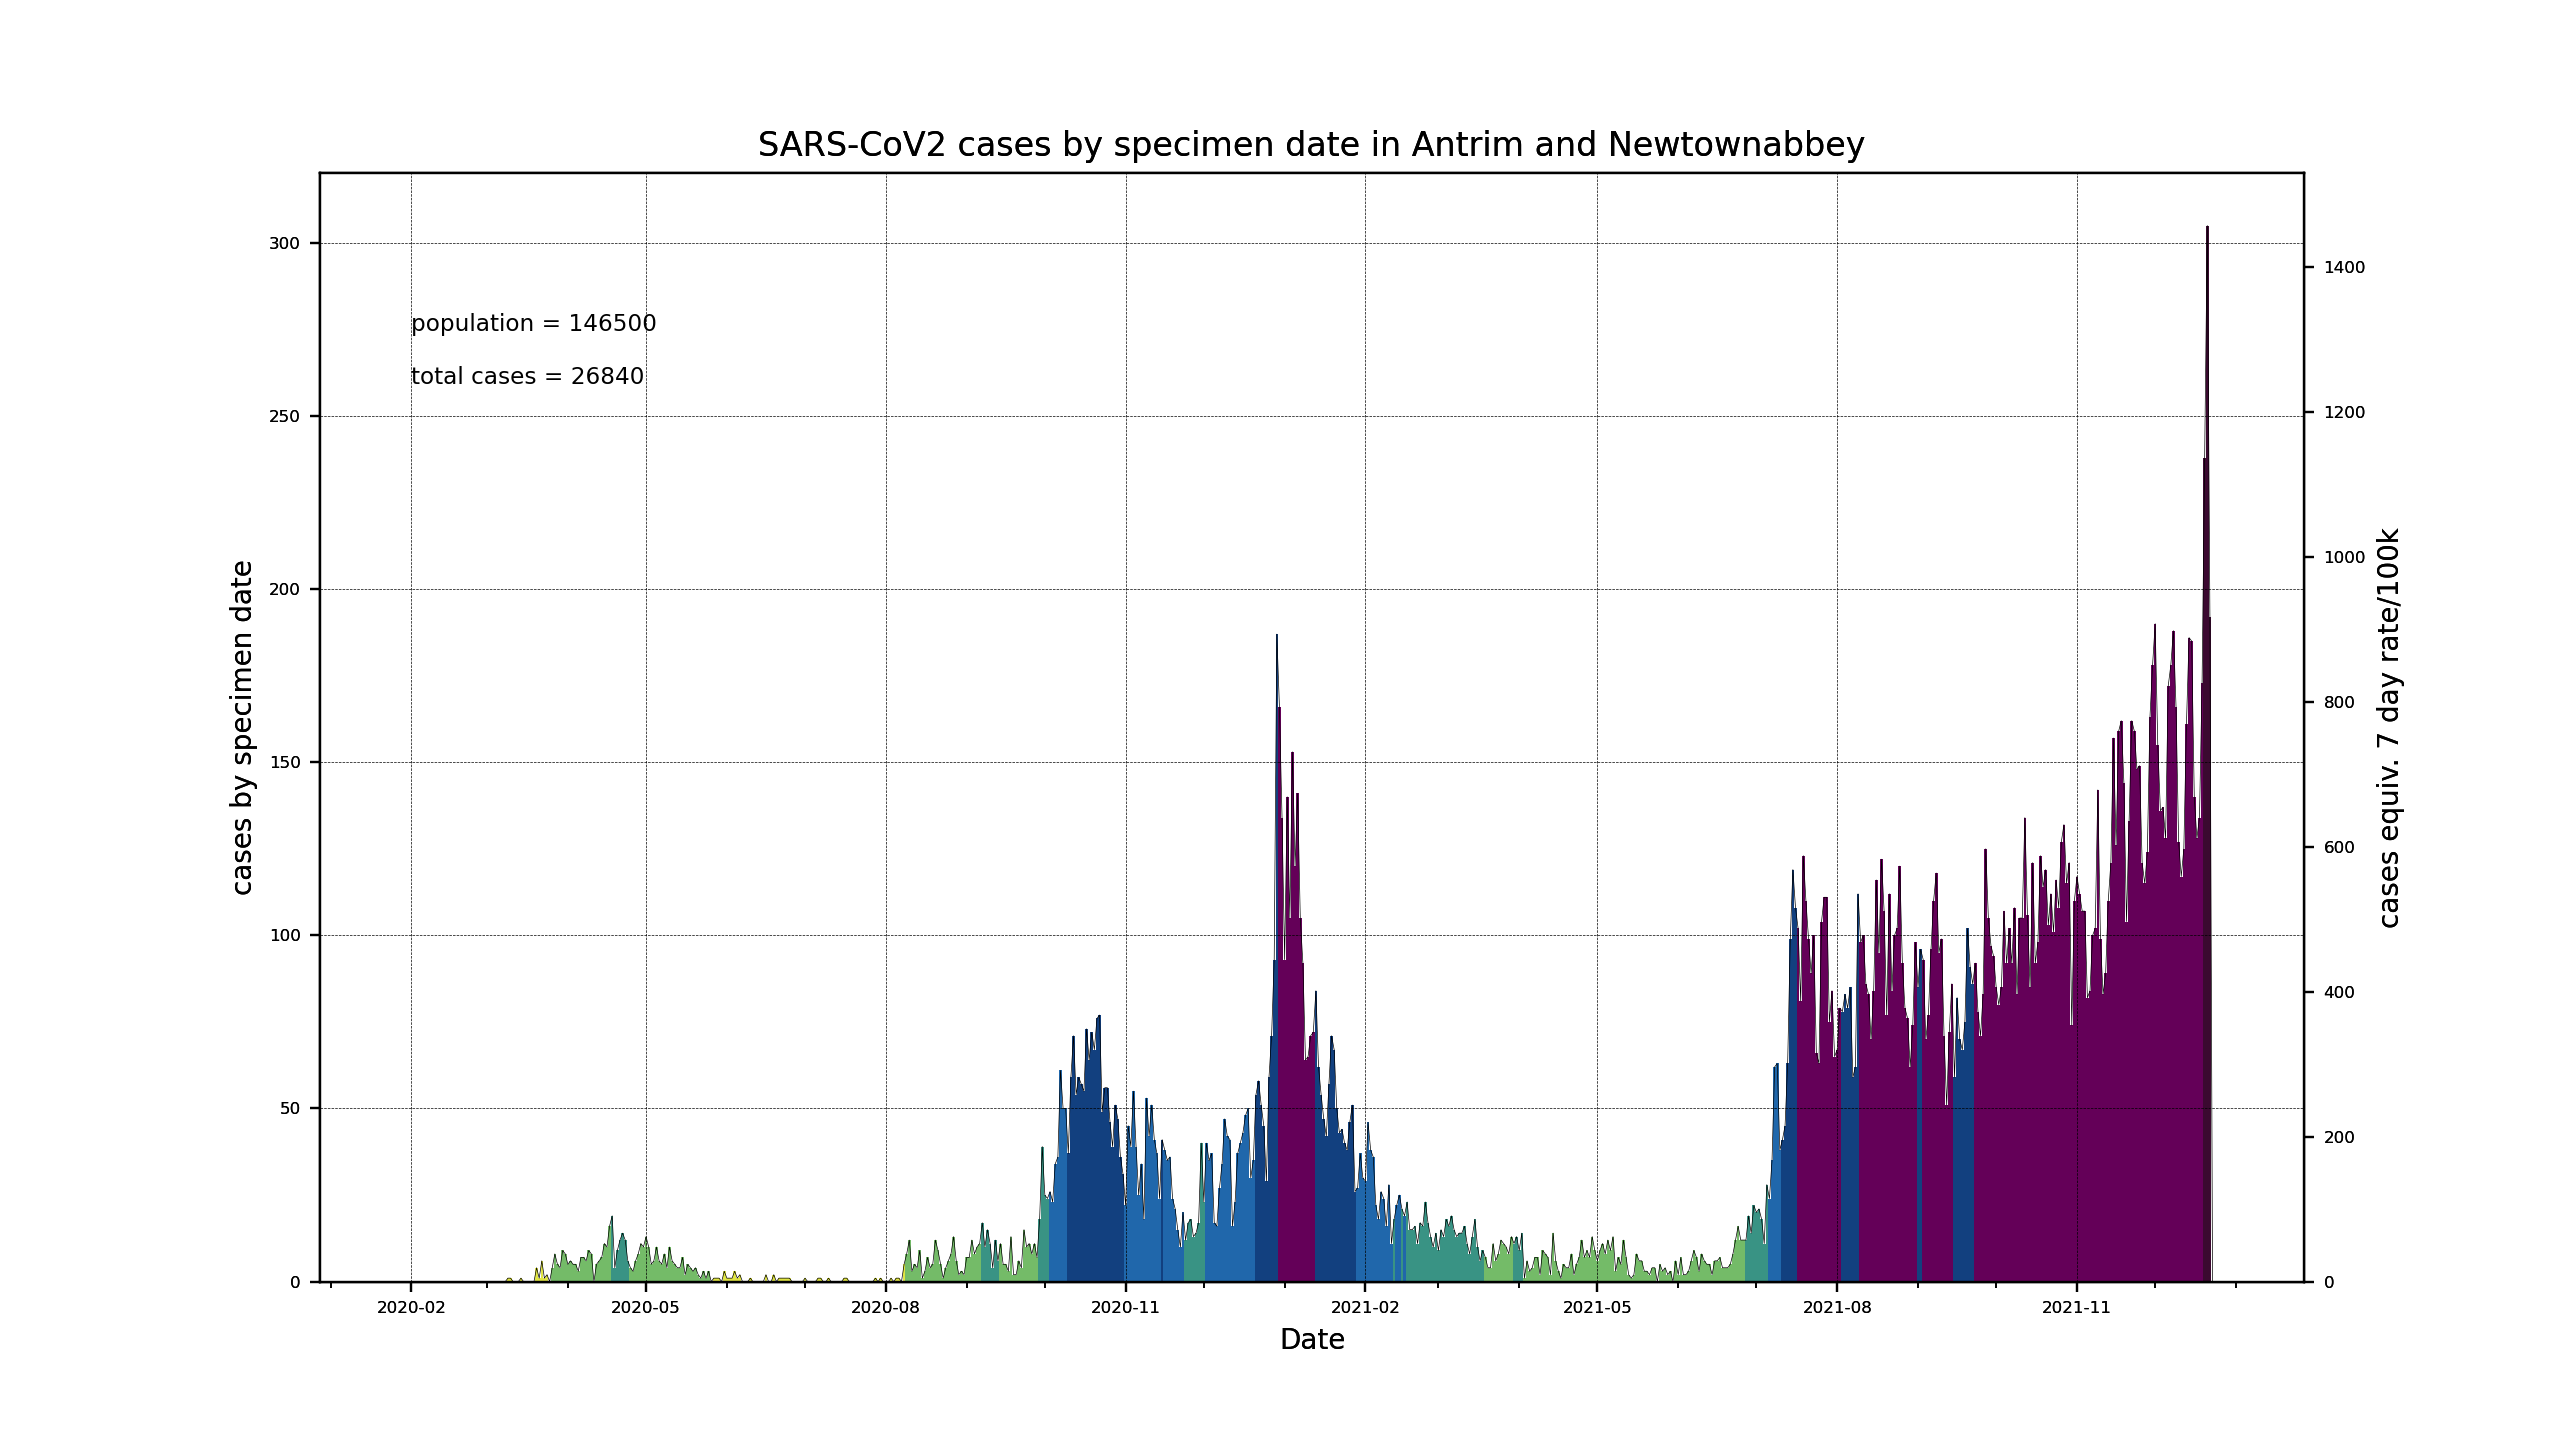 SARS-CoV2 cases by specimen date in Antrim and Newtownabbey
population = 146500
total cases = 26840
cases by specimen date
300
250
200
150
100
50
0
1400
1200
1000
800
600
400
200
0
cases equiv. 7 day rate/100k
2020-02 2020-05 2020-08 2020-11 2021-02 2021-05 2021-08 2021-11
Date